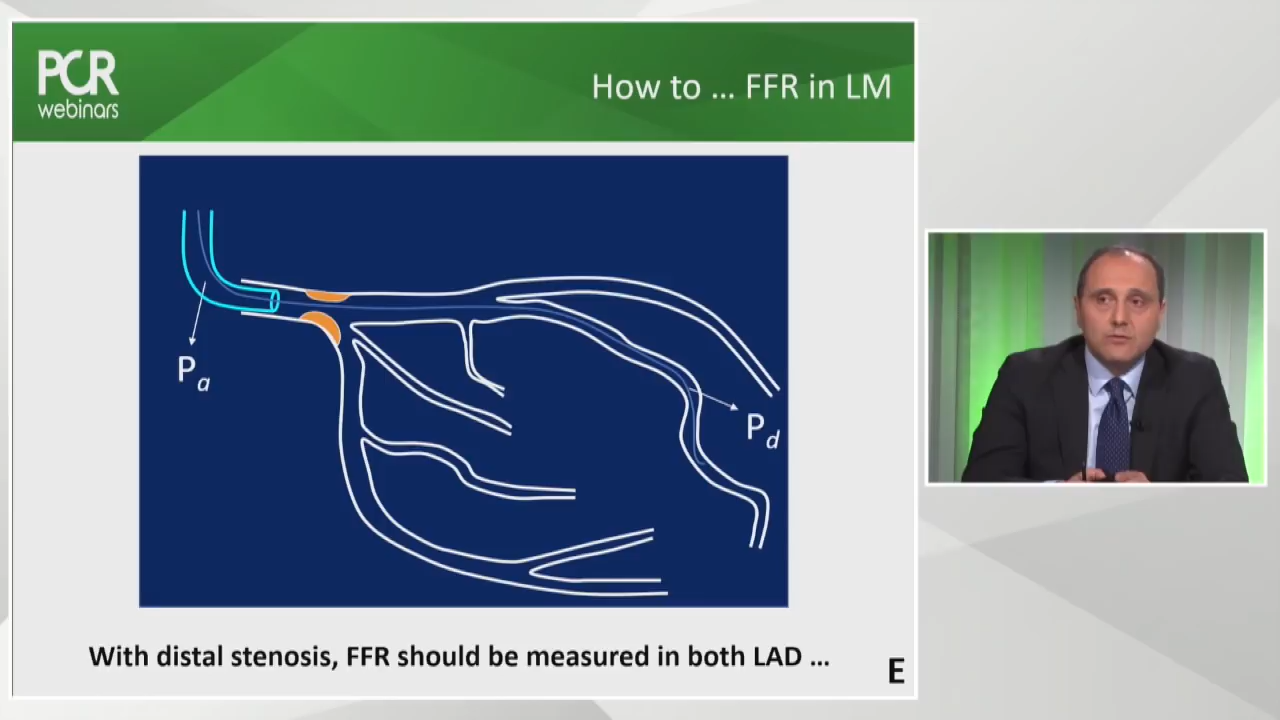 PCR
webinars
How to ... FFR in LM
Pa
Pd
With distal stenosis, FFR should be measured in both LAD ...
E